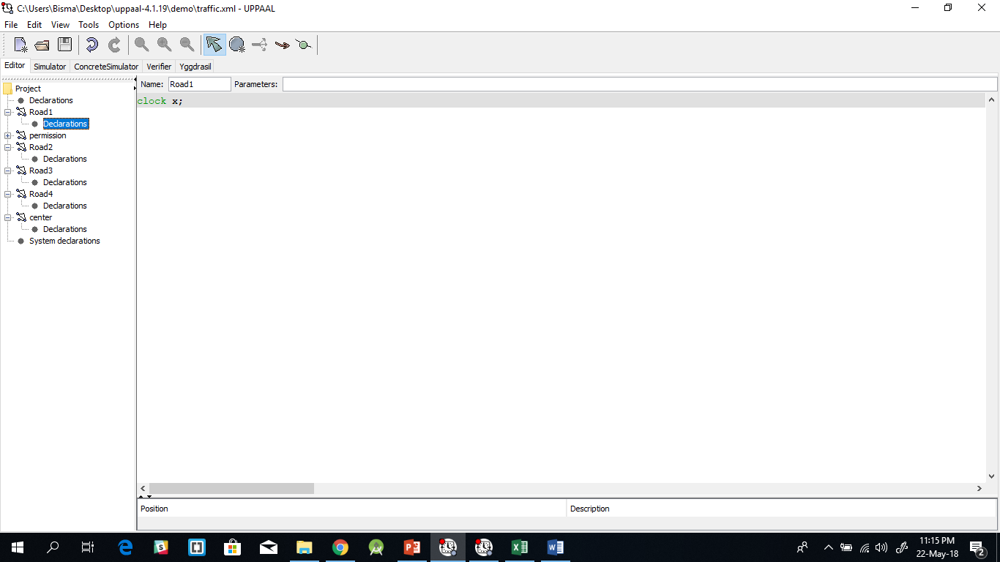 C:\Users\Bisma\Desktop\uppaal-4.1.19\demo\traffic.xml - UPPAAL
File Edit View Tools Options Help
Editor Simulator ConcreteSimulator Verifier Yggdrasil
Name: Road1 Parameters:
Project
Declarations
Road1
Declarations
permission
Road2
Declarations
Road3
Declarations
Road4
Declarations
center
Declarations
System declarations
clock x;
Position Description
11:15 PM
22-May-18
2